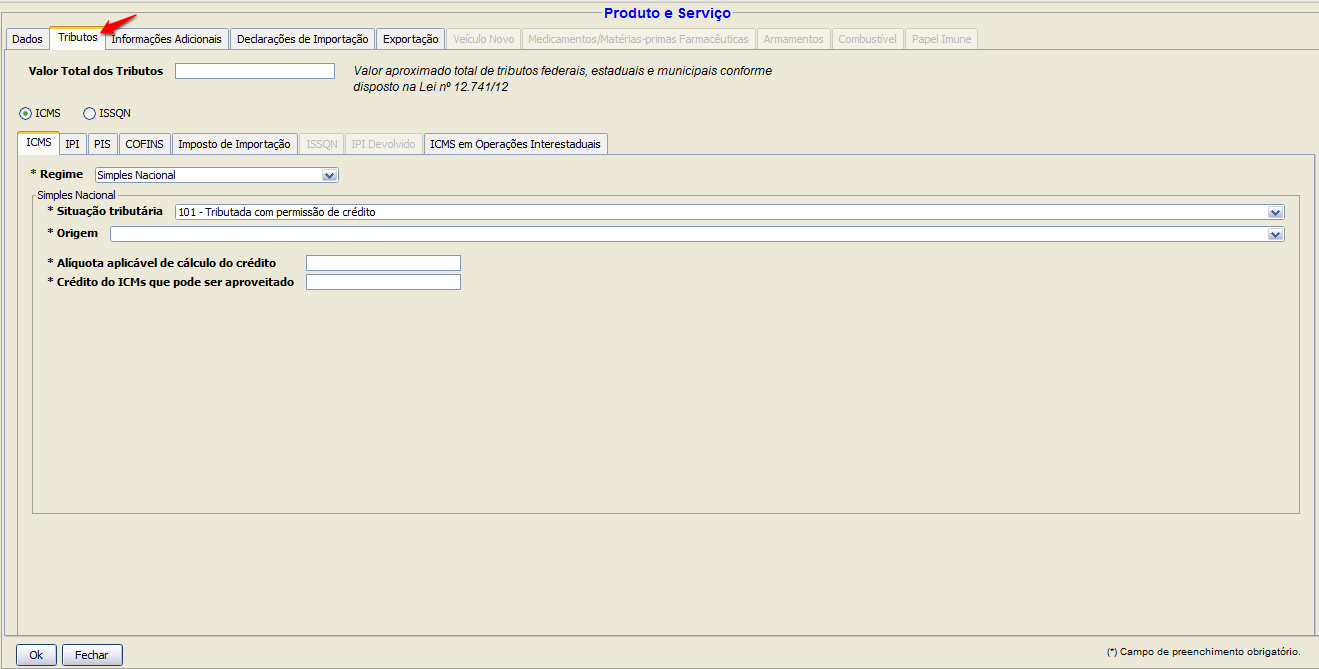 Produto e Serviço
Dados Tributos Informações Adicionais Declarações de Importação Exportação Veículo Novo Medicamentos/Matérias-primas Farmacêuticas Armamentos Combustível Papel Imune
Valor Total dos Tributos Valor aproximado total de tributos federais, estaduais e municipais conforme
disposto na Lei nº 12.741/12
ICMS ISSQN
ICMS IPI PIS COFINS Imposto de Importação ISSQN IPI Devolvido ICMS em Operações Interestaduais
* Regime Simples Nacional
Simples Nacional
* Situação tributária 101 - Tributada com permissão de crédito
* Origem
* Alíquota aplicável de cálculo do crédito
* Crédito do ICMs que pode ser aproveitado
Ok Fechar (*) Campo de preenchimento obrigatório.